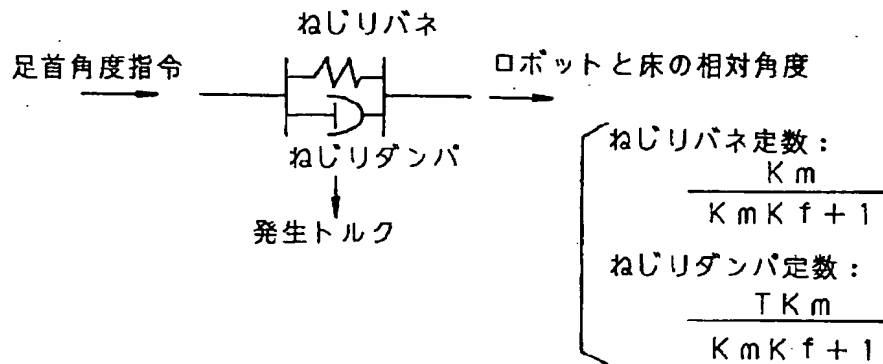 ねじりバネ
足首角度指令
ロボットと床の相対角度
ねじりダンパ
発生トルク
ねじりバネ定数:
Km
KmKf+1
ねじりダンパ定数:
TKm
KmKf+1